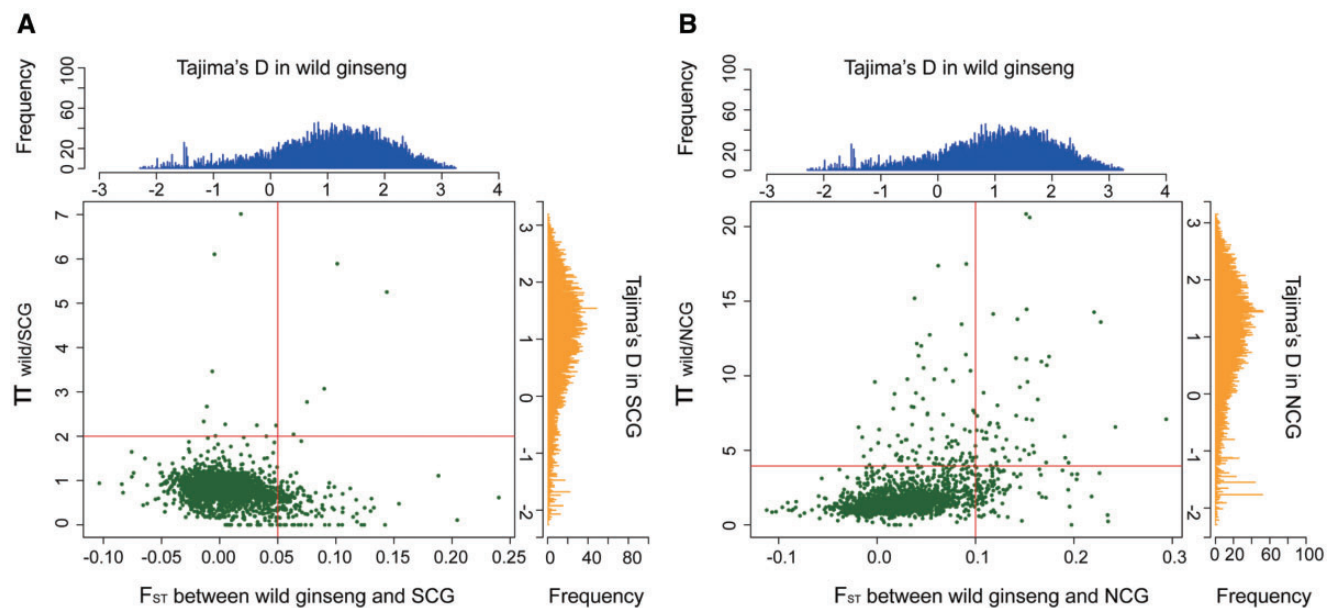 A
Tajima's D in wild ginseng
Frequency
100
60
20
0
-3 -2 -1 0 1 2 3 4
7
6
5
4
3
2
1
0
π wild/SCG
-0.10 -0.05 0.00 0.05 0.10 0.15 0.20 0.25
FST between wild ginseng and SCG
3
2
1
0
-1
-2
Tajima's D in SCG
0 40 80
Frequency
B
Tajima's D in wild ginseng
Frequency
100
60
20
0
-3 -2 -1 0 1 2 3 4
20
15
10
5
0
π wild/NCG
-0.1 0.0 0.1 0.2 0.3
FST between wild ginseng and NCG
3
2
1
0
-1
-2
Tajima's D in NCG
0 20 60 100
Frequency